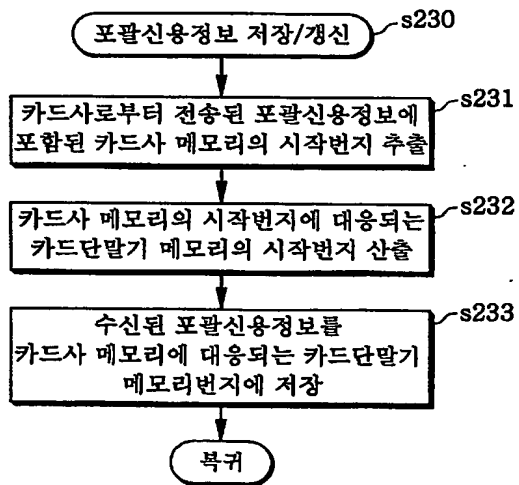 포괄신용정보 저장/갱신
s230
카드사로부터 전송된 포괄신용정보에
포함된 카드사 메모리의 시작번지 추출
s231
카드사 메모리의 시작번지에 대응되는
카드단말기 메모리의 시작번지 산출
s232
수신된 포괄신용정보를
카드사 메모리에 대응되는 카드단말기
메모리번지에 저장
s233
복귀